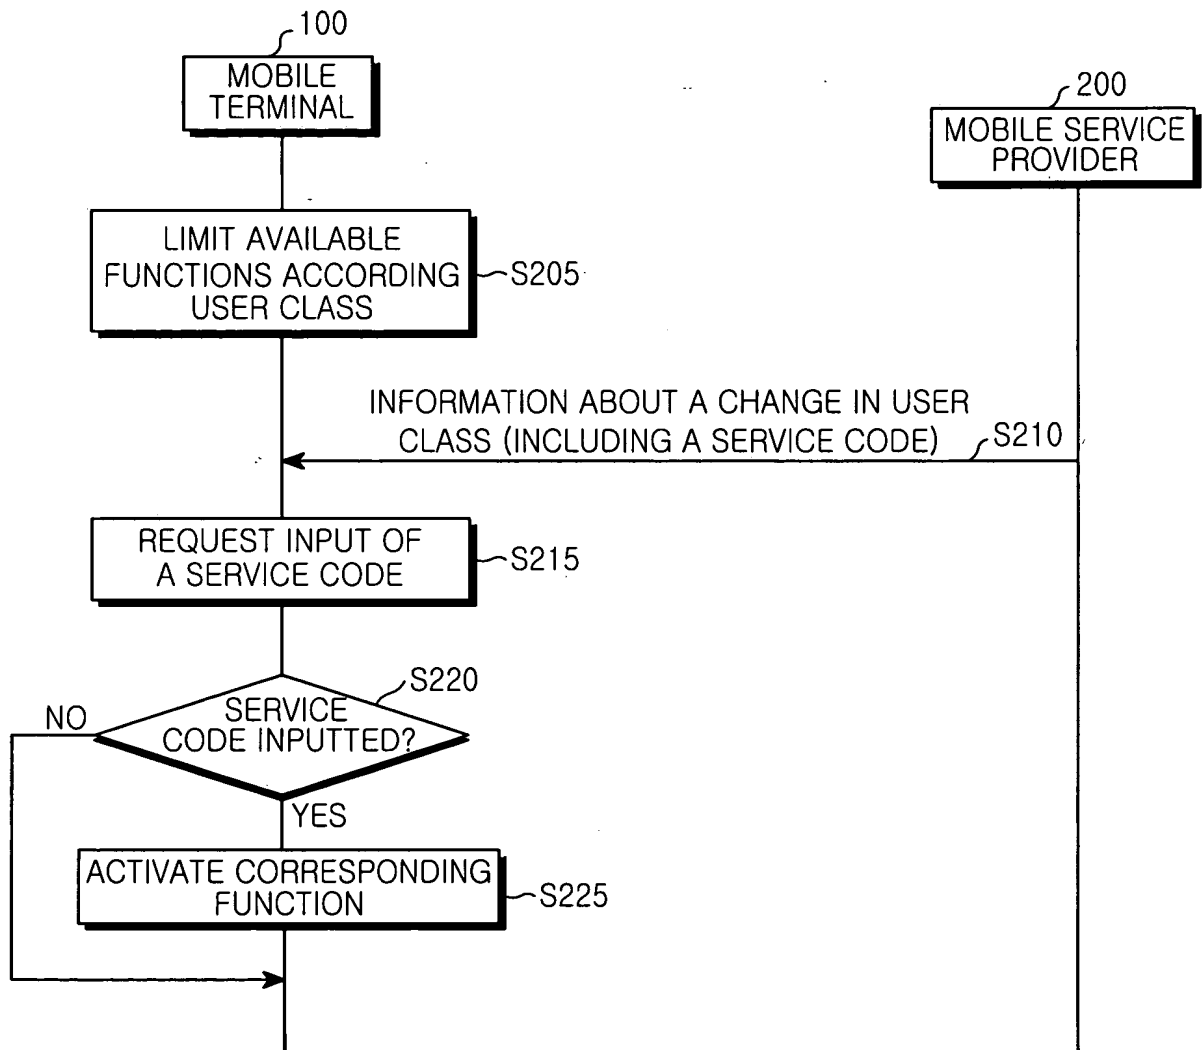 100
MOBILE
TERMINAL
200
MOBILE SERVICE
PROVIDER
LIMIT AVAILABLE
FUNCTIONS ACCORDING
USER CLASS
S205
INFORMATION ABOUT A CHANGE IN USER
CLASS (INCLUDING A SERVICE CODE)
S210
REQUEST INPUT OF
A SERVICE CODE
S215
S220
NO
SERVICE
CODE INPUTTED?
YES
ACTIVATE CORRESPONDING
FUNCTION
S225